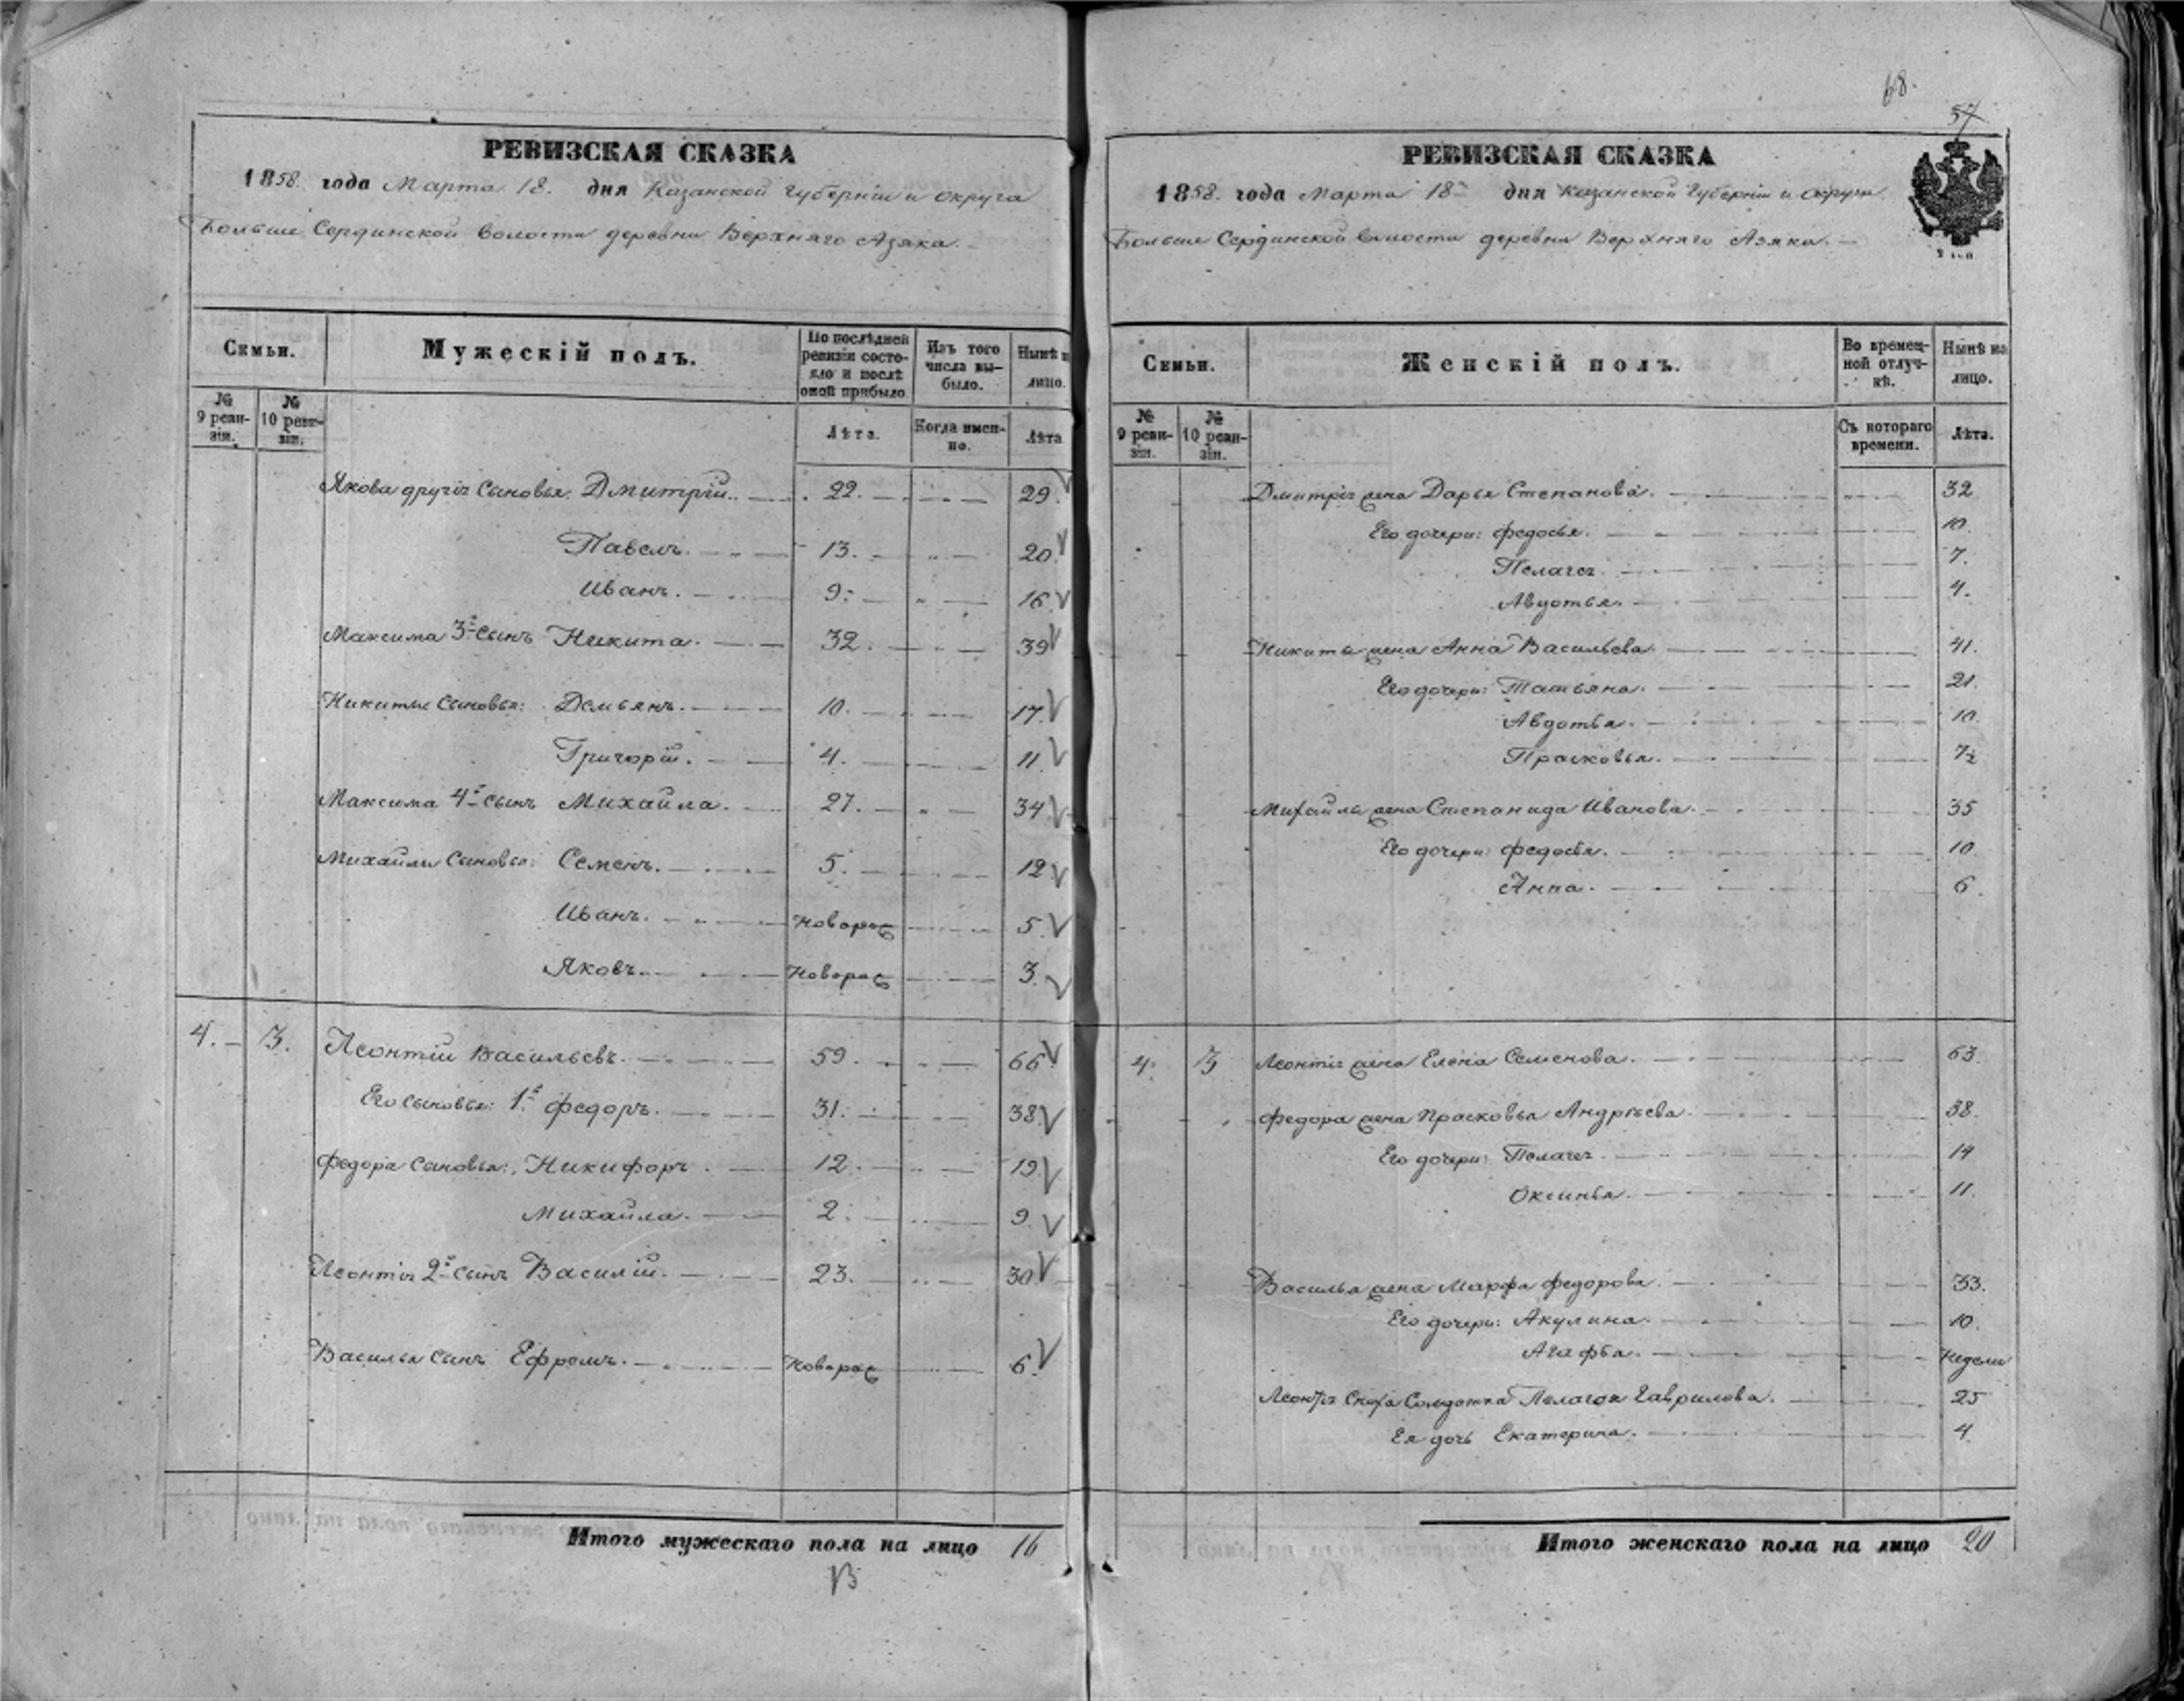 68.
57
РЕВИЗСКАЯ СКАЗКА
1858. года Марта 18. дня Казанской Губерніи и округа
Больше Сердинской волости деревни Верхняго Азяка.
Семьи.
Мужескій полъ.
По послѣдней ревизіи состояло и послѣ оной прибыло.
Изъ того числа выбыло.
Нынѣ на лицо.
№ 9 ревизіи.
№ 10 ревизіи.
Лѣта.
Когда именно.
Лѣта
Якова другіе сыновья: Дмитрій. 22. 29.
Павелъ. 13. 20
Иванъ. 9. 16
Максима 3й сынъ Никита. 32. 39
Никиты сыновья: Демьянъ. 10. 17.
Григорій. 4. 11
Максима 4й сынъ Михайла. 27. 34
Михайлы сыновья: Семенъ. 5. 12
Иванъ. новорож 5.
Яковъ. новорож 3.
4. 3. Леонтій Васильевъ. 59. 66
Его сыновья: 1й Федоръ. 31. 38
Федора сыновья: Никифоръ. 12. 19
Михайла. 2. 9
Леонтія 2й сынъ Василій. 23. 30
Василья сынъ Ефремъ. новорож 6.
Итого мужескаго пола на лицо 16
РЕВИЗСКАЯ СКАЗКА
1858. года Марта 18 дня Казанской Губерніи и округа
Больше Сердинской волости деревни Верхняго Азяка.
Семьи.
Женскій полъ.
Во временной отлучкѣ.
Нынѣ на лицо.
№ 9 ревизіи.
№ 10 ревизіи.
Съ котораго времени.
Лѣта.
Дмитрія жена Дарья Степанова. 32
Его дочери: Федосья. 10.
Пелагея. 7.
Авдотья. 4.
Никиты жена Анна Васильева. 41.
Его дочери: Татьяна. 21.
Авдотья. 10.
Прасковья. 7½
Михайлы жена Степанида Иванова. 35
Его дочери: Федосья. 10.
Анна. 6.
4. 3 Леонтія жена Елена Семенова. 63.
Федора жена Прасковья Андрѣева. 38.
Его дочери: Пелагея. 14
Оксинья. 11.
Василья жена Марфа Федорова. 33.
Его дочери: Акулина. 10.
Агафья. недели
Леонтія сноха Солдатка Пелагея Гаврилова. 25
Ея дочь Екатерина. 4.
Итого женскаго пола на лицо 20